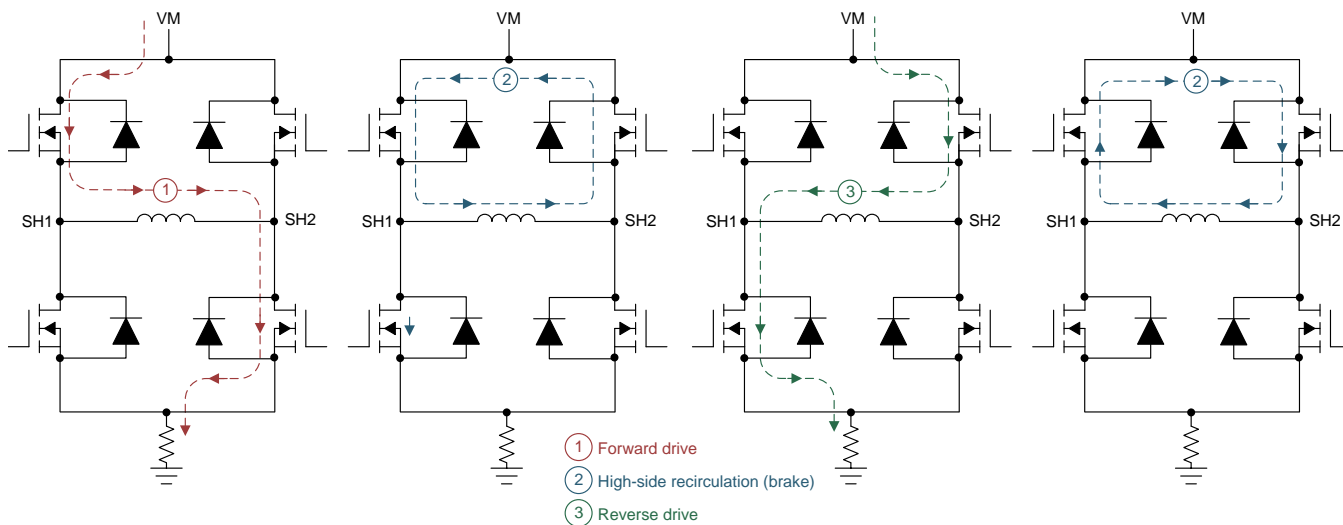 VM VM VM VM
2 2
1 3
SH1 SH2 SH1 SH2 SH1 SH2 SH1 SH2
1 Forward drive
2 High-side recirculation (brake)
3 Reverse drive